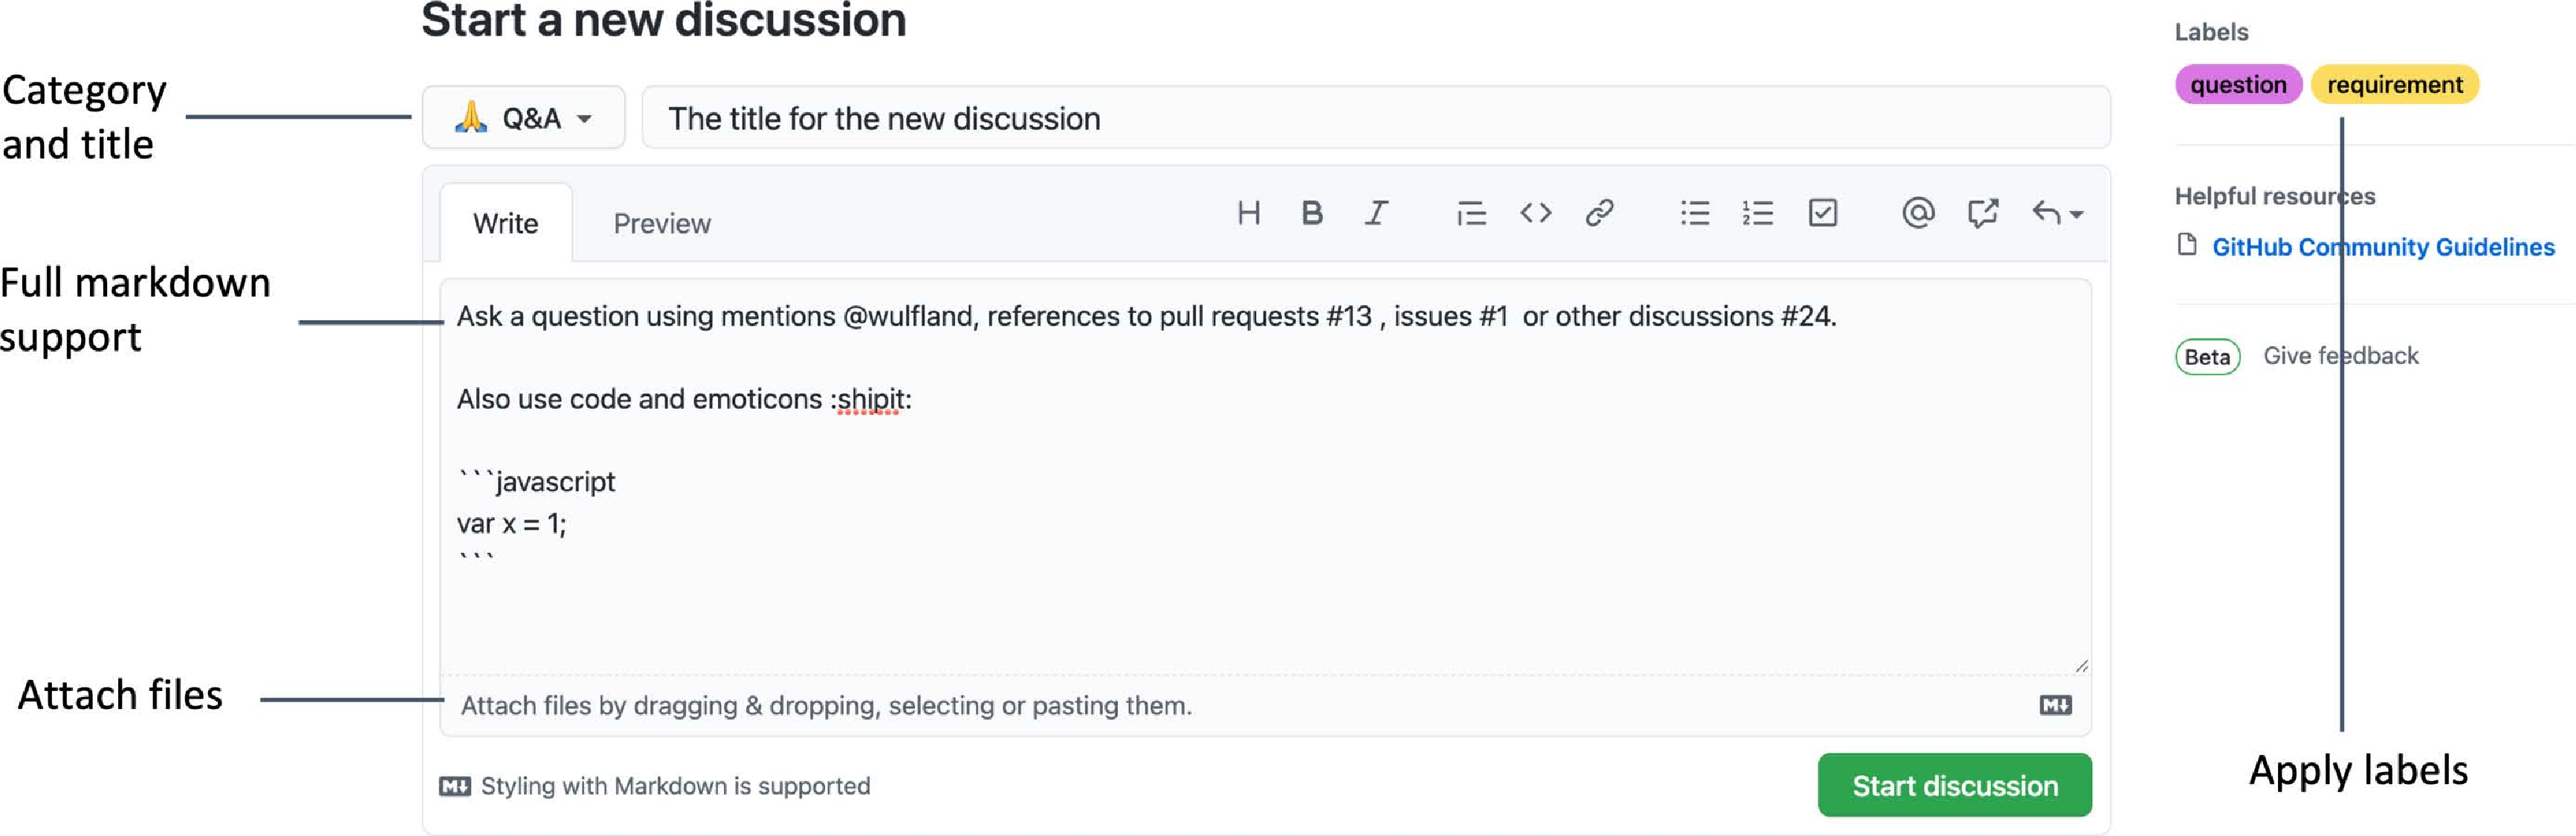 Start a new discussion
Category
and title
Q&A
The title for the new discussion
Write
Preview
H B I
Full markdown
support
Ask a question using mentions @wulfland, references to pull requests #13 , issues #1  or other discussions #24.
Also use code and emoticons :shipit:
```javascript
var x = 1;
```
Attach files
Attach files by dragging & dropping, selecting or pasting them.
M
M Styling with Markdown is supported
Start discussion
Labels
question requirement
Helpful resources
GitHub Community Guidelines
Beta Give feedback
Apply labels